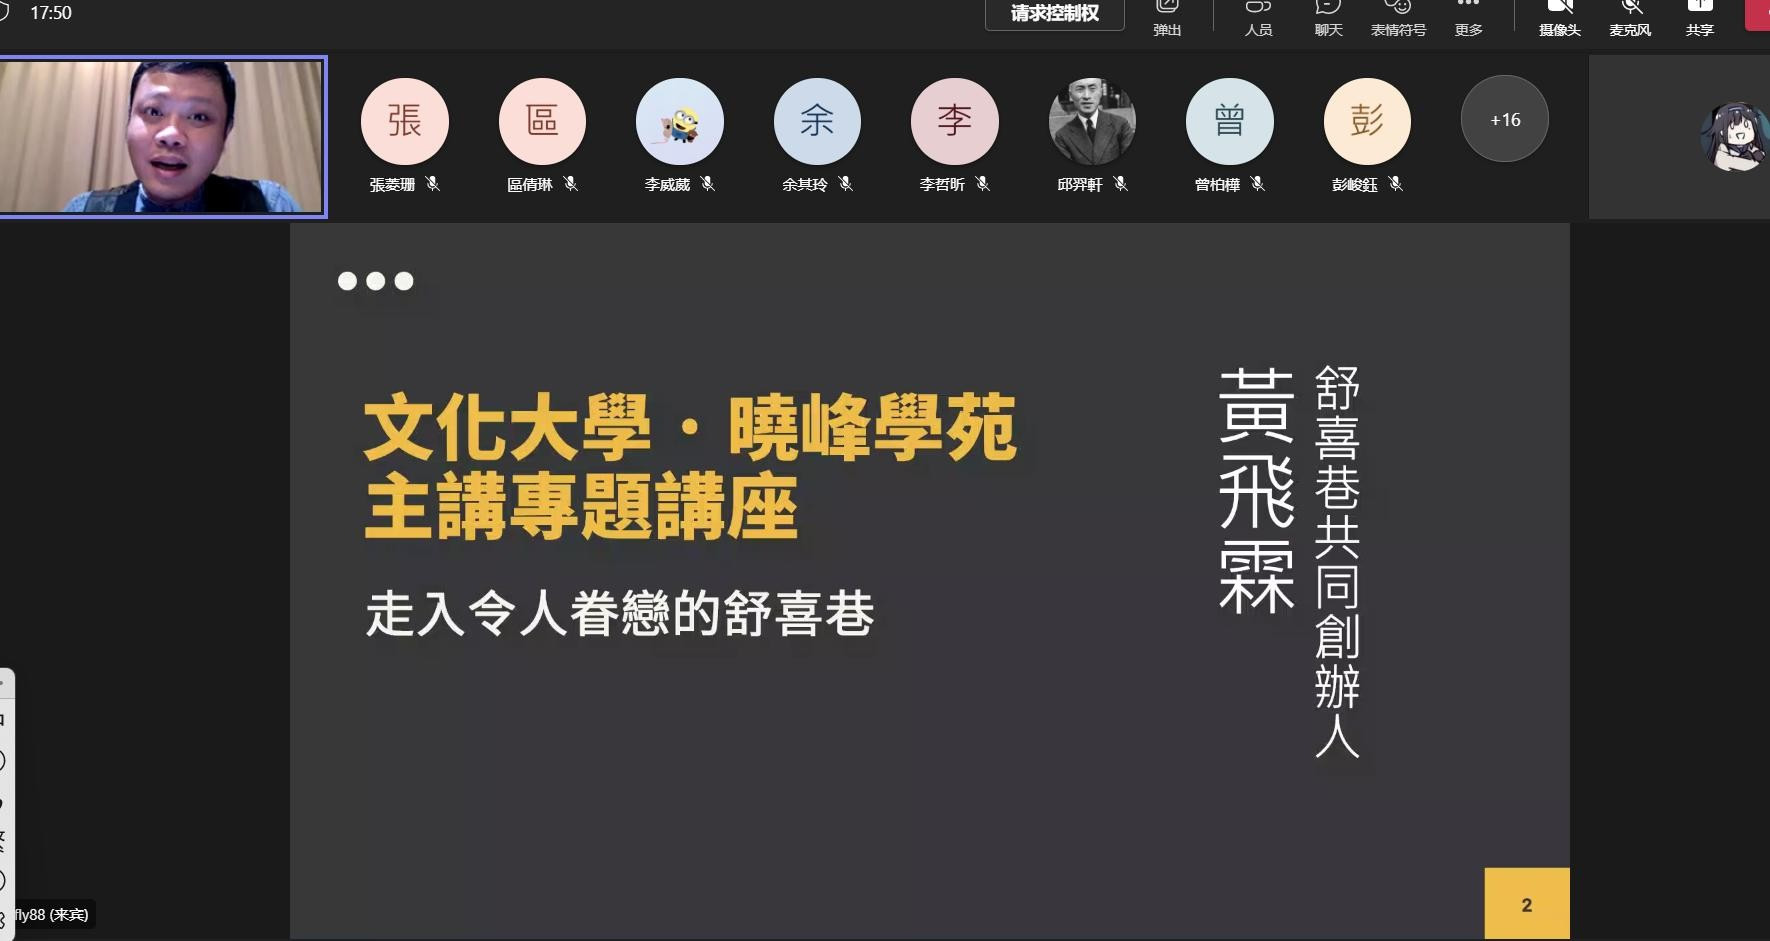 17:50
请求控制权
弹出
人员
聊天
表情符号
更多
摄像头
麦克风
共享
張
區
余
李
曾
彭
+16
張菱珊
區倩琳
李威葳
余其玲
李哲昕
邱羿軒
曾柏樺
彭峻鈺
文化大學·曉峰學苑
主講專題講座
走入令人眷戀的舒喜巷
舒喜巷共同創辦人
黃飛霖
2
fly88 (来宾)